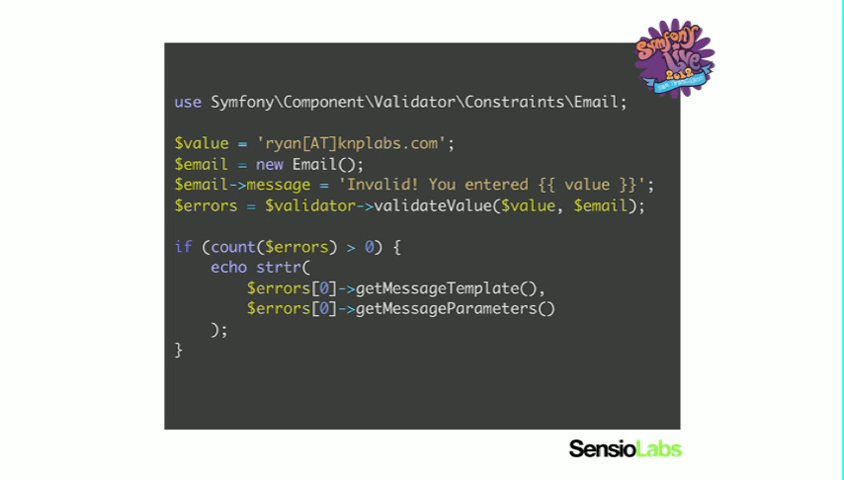 Symfony
Live
2012
San Francisco
use Symfony\Component\Validator\Constraints\Email;
$value = 'ryan[AT]knplabs.com';
$email = new Email();
$email->message = 'Invalid! You entered {{ value }}';
$errors = $validator->validateValue($value, $email);
if (count($errors) > 0) {
echo strtr(
$errors[0]->getMessageTemplate(),
$errors[0]->getMessageParameters()
);
}
SensioLabs